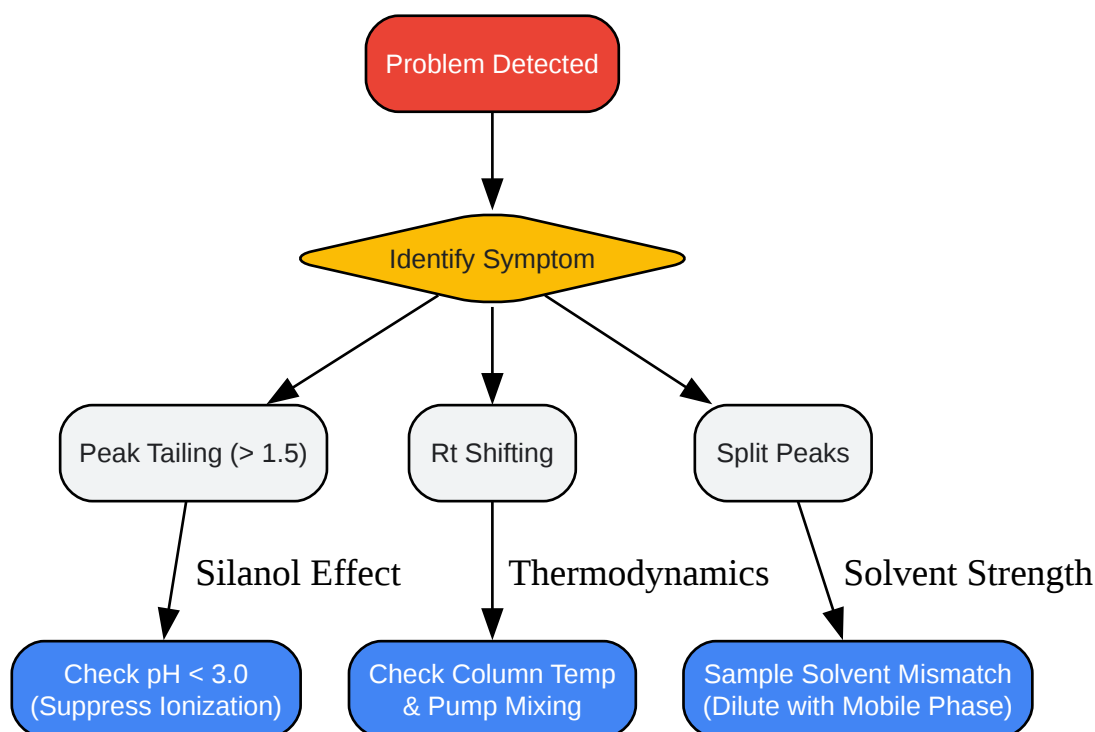 Problem Detected
Identify Symptom
Peak Tailing (> 1.5)
Rt Shifting
Split Peaks
Silanol Effect
Thermodynamics
Solvent Strength
Check pH < 3.0
(Suppress Ionization)
Check Column Temp
& Pump Mixing
Sample Solvent Mismatch
(Dilute with Mobile Phase)